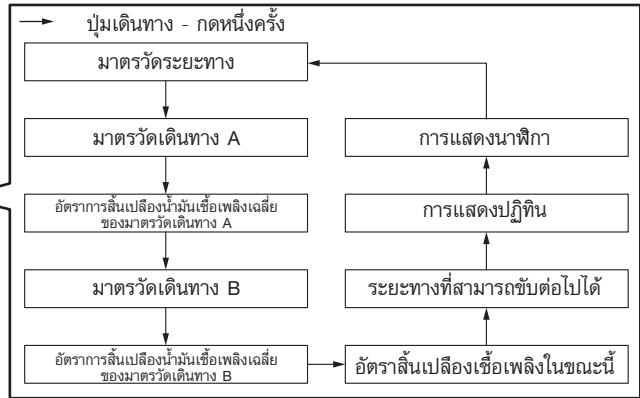 ปุ่มเดินทาง - กดหนึ่งครั้ง
มาตรวัดระยะทาง
มาตรวัดเดินทาง A
อัตราการสิ้นเปลืองน้ำมันเชื้อเพลิงเฉลี่ย
ของมาตรวัดเดินทาง A
มาตรวัดเดินทาง B
อัตราการสิ้นเปลืองน้ำมันเชื้อเพลิงเฉลี่ย
ของมาตรวัดเดินทาง B
อัตราสิ้นเปลืองเชื้อเพลิงในขณะนี้
ระยะทางที่สามารถขับต่อไปได้
การแสดงปฏิทิน
การแสดงนาฬิกา